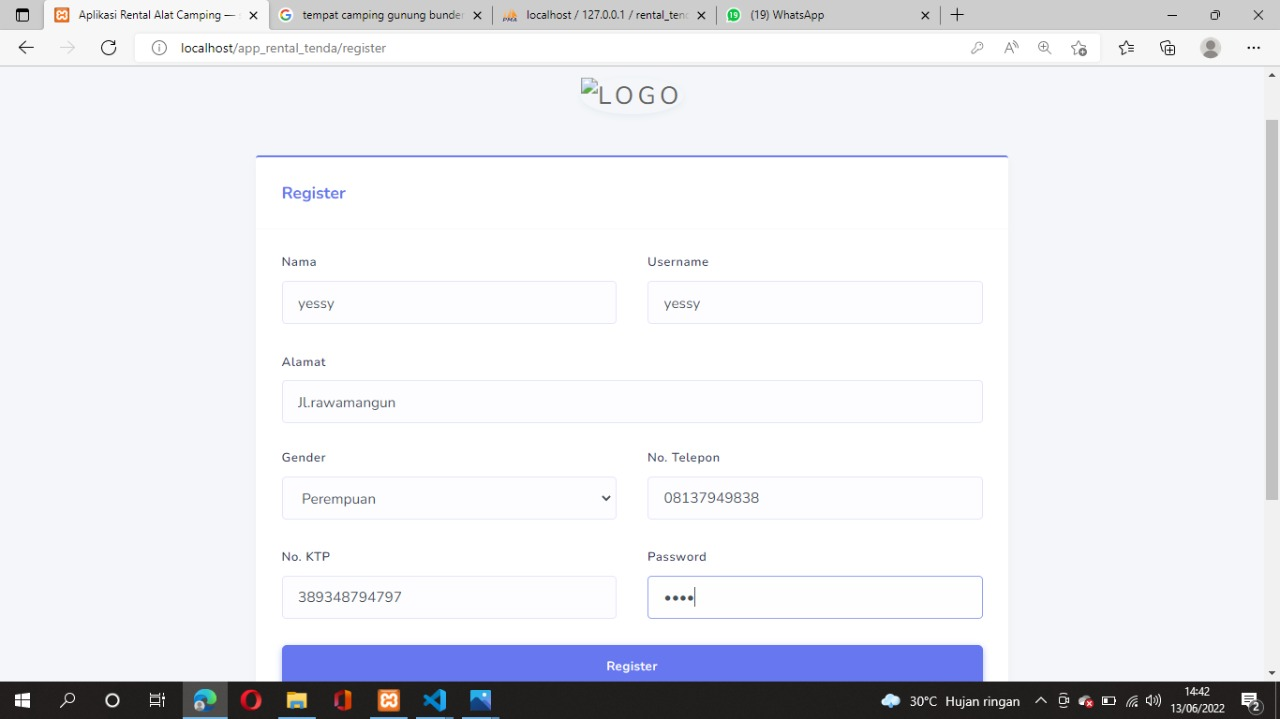 Aplikasi Rental Alat Camping —
tempat camping gunung bunder
localhost / 127.0.0.1 / rental_tend
(19) WhatsApp
localhost/app_rental_tenda/register
LOGO
Register
Nama
Username
yessy
yessy
Alamat
Jl.rawamangun
Gender
No. Telepon
Perempuan
08137949838
No. KTP
Password
389348794797
••••
Register
30°C Hujan ringan
14:42
13/06/2022
2